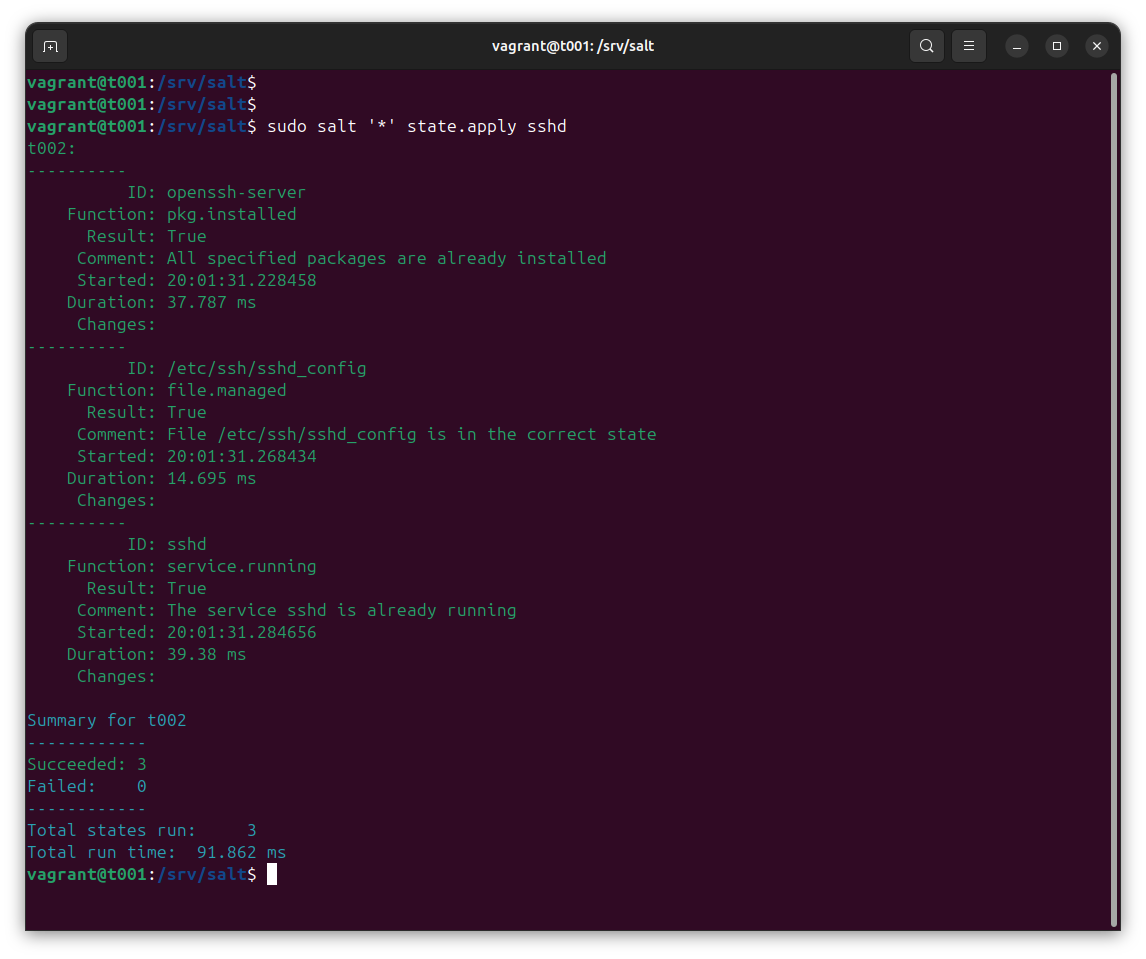 vagrant@t001: /srv/salt
vagrant@t001:/srv/salt$
vagrant@t001:/srv/salt$
vagrant@t001:/srv/salt$ sudo salt '*' state.apply sshd
t002:
----------
          ID: openssh-server
    Function: pkg.installed
      Result: True
     Comment: All specified packages are already installed
     Started: 20:01:31.228458
    Duration: 37.787 ms
     Changes:
----------
          ID: /etc/ssh/sshd_config
    Function: file.managed
      Result: True
     Comment: File /etc/ssh/sshd_config is in the correct state
     Started: 20:01:31.268434
    Duration: 14.695 ms
     Changes:
----------
          ID: sshd
    Function: service.running
      Result: True
     Comment: The service sshd is already running
     Started: 20:01:31.284656
    Duration: 39.38 ms
     Changes:

Summary for t002
------------
Succeeded: 3
Failed:    0
------------
Total states run:     3
Total run time:  91.862 ms
vagrant@t001:/srv/salt$